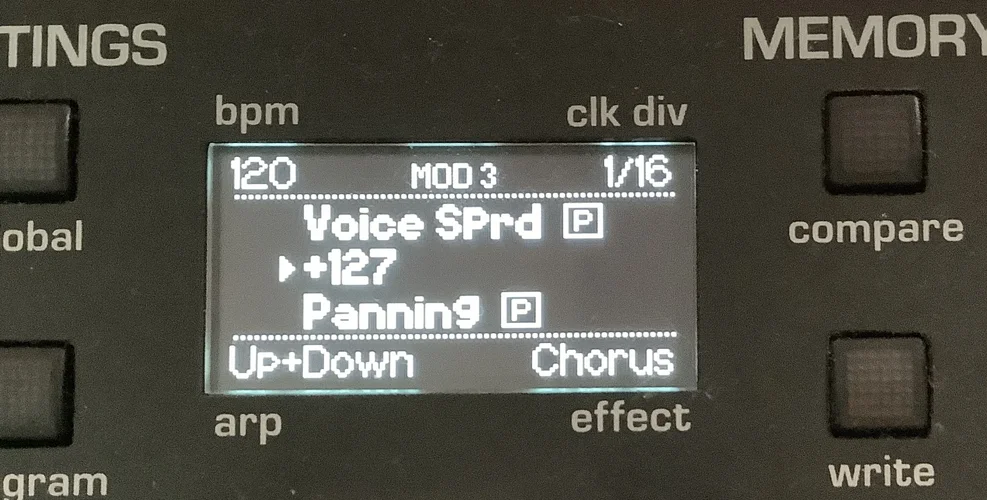 TINGS
MEMORY
bpm
clk div
120 MOD 3 1/16
Voice SPrd P
+127
Panning P
Up+Down Chorus
obal
compare
arp
effect
gram
write